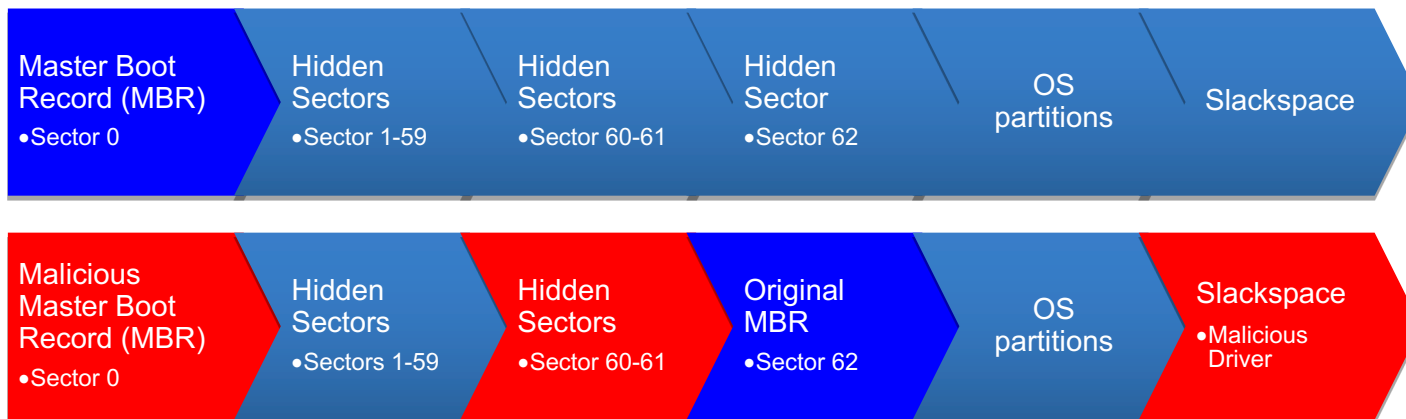 Master Boot
Record (MBR)
•Sector 0
Hidden
Sectors
•Sector 1-59
Hidden
Sectors
•Sector 60-61
Hidden
Sector
•Sector 62
OS
partitions
Slackspace
Malicious
Master Boot
Record (MBR)
•Sector 0
Hidden
Sectors
•Sectors 1-59
Hidden
Sectors
•Sector 60-61
Original
MBR
•Sector 62
OS
partitions
Slackspace
•Malicious
Driver